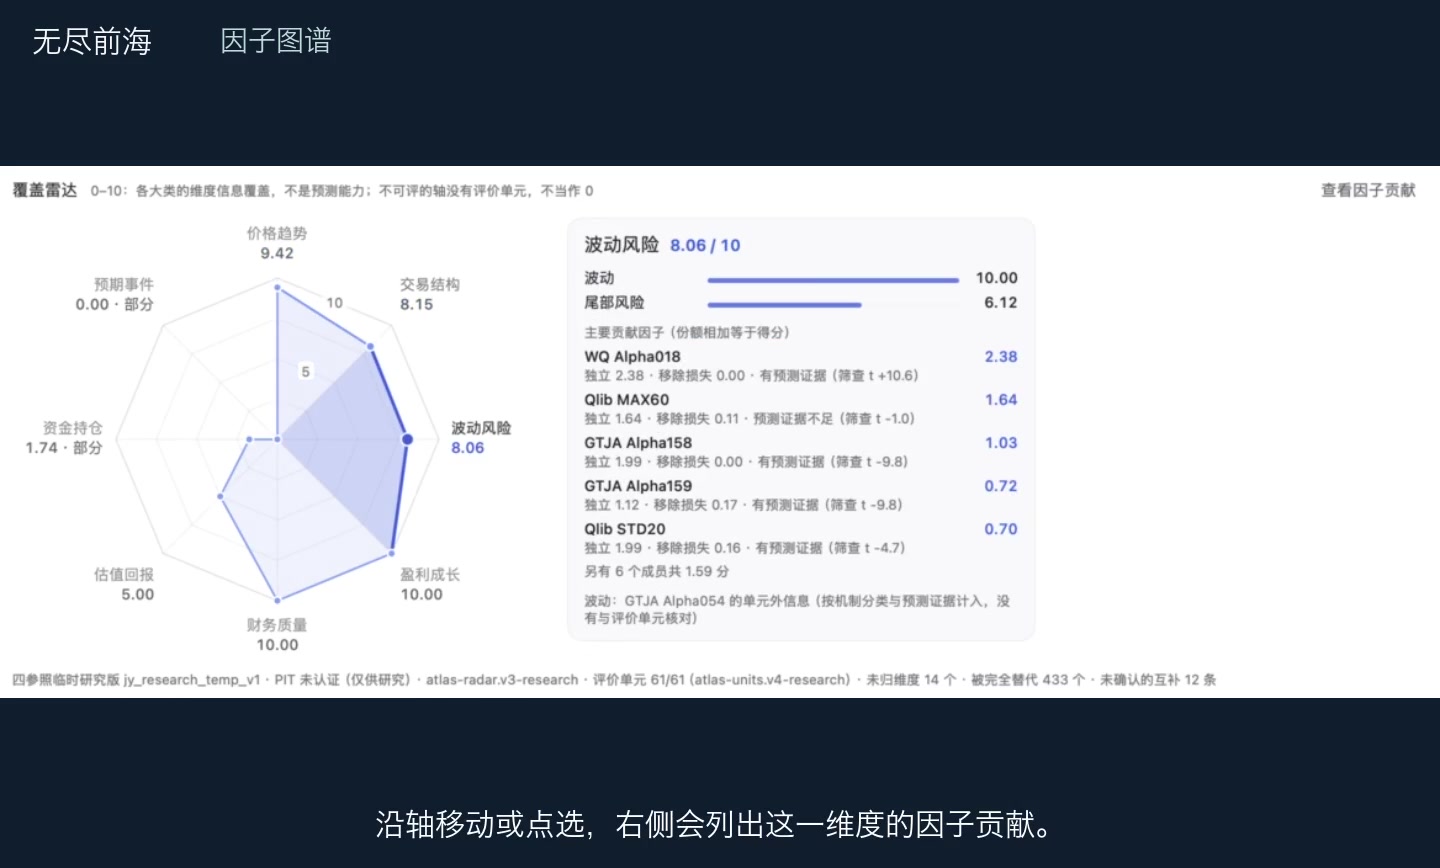 无尽前海 因子图谱
覆盖雷达 0–10：各大类的维度信息覆盖，不是预测能力；不可评的轴没有评价单元，不当作 0
查看因子贡献
价格趋势
9.42
预期事件
0.00 · 部分
交易结构
8.15
10
5
资金持仓
1.74 · 部分
波动风险
8.06
估值回报
5.00
盈利成长
10.00
财务质量
10.00
波动风险 8.06 / 10
波动 10.00
尾部风险 6.12
主要贡献因子（份额相加等于得分）
WQ Alpha018 2.38
独立 2.38 · 移除损失 0.00 · 有预测证据（筛查 t +10.6）
Qlib MAX60 1.64
独立 1.64 · 移除损失 0.11 · 预测证据不足（筛查 t -1.0）
GTJA Alpha158 1.03
独立 1.99 · 移除损失 0.00 · 有预测证据（筛查 t -9.8）
GTJA Alpha159 0.72
独立 1.12 · 移除损失 0.17 · 有预测证据（筛查 t -9.8）
Qlib STD20 0.70
独立 1.99 · 移除损失 0.16 · 有预测证据（筛查 t -4.7）
另有 6 个成员共 1.59 分
波动：GTJA Alpha054 的单元外信息（按机制分类与预测证据计入，没
有与评价单元核对）
四参照临时研究版 jy_research_temp_v1 · PIT 未认证（仅供研究）· atlas-radar.v3-research · 评价单元 61/61 (atlas-units.v4-research) · 未归维度 14 个 · 被完全替代 433 个 · 未确认的互补 12 条
沿轴移动或点选，右侧会列出这一维度的因子贡献。